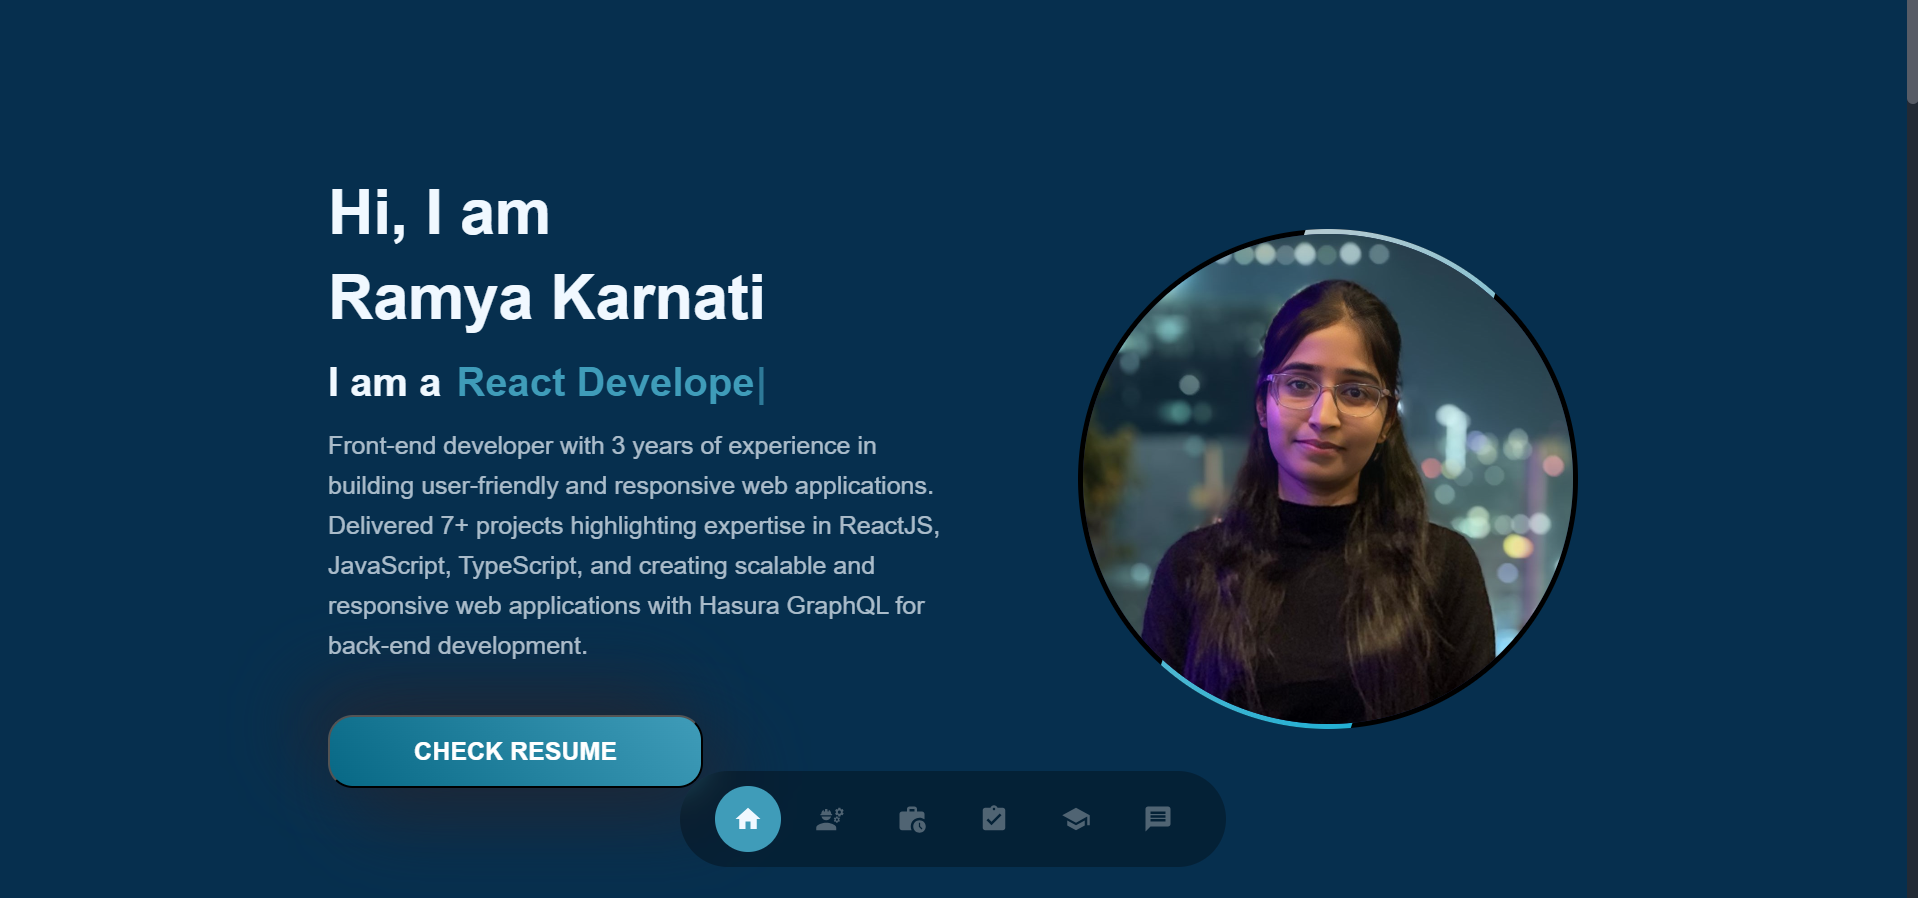 Hi, I am
Ramya Karnati
I am a React Develope|
Front-end developer with 3 years of experience in
building user-friendly and responsive web applications.
Delivered 7+ projects highlighting expertise in ReactJS,
JavaScript, TypeScript, and creating scalable and
responsive web applications with Hasura GraphQL for
back-end development.
CHECK RESUME